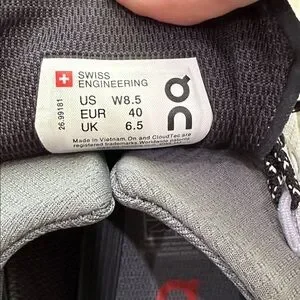 SWISS
ENGINEERING
US W8.5
EUR 40
UK 6.5
Made in Vietnam. On and CloudTec are
registered trademarks. Worldwide patents
26.99181
On